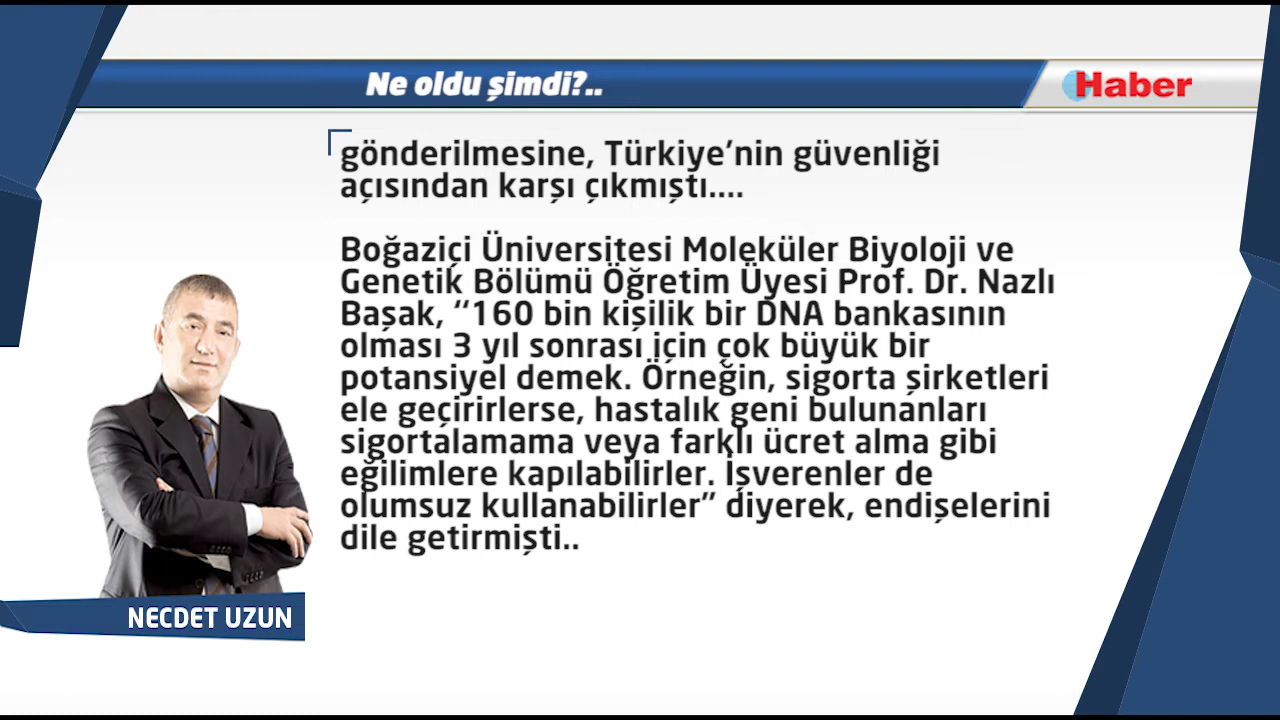 Ne oldu şimdi?..
Haber
gönderilmesine, Türkiye’nin güvenliği
açısından karşı çıkmıştı....
Boğaziçi Üniversitesi Moleküler Biyoloji ve
Genetik Bölümü Öğretim Üyesi Prof. Dr. Nazlı
Başak, “160 bin kişilik bir DNA bankasının
olması 3 yıl sonrası için çok büyük bir
potansiyel demek. Örneğin, sigorta şirketleri
ele geçirirlerse, hastalık geni bulunanları
sigortalamama veya farklı ücret alma gibi
eğilimlere kapılabilirler. İşverenler de
olumsuz kullanabilirler” diyerek, endişelerini
dile getirmişti..
NECDET UZUN